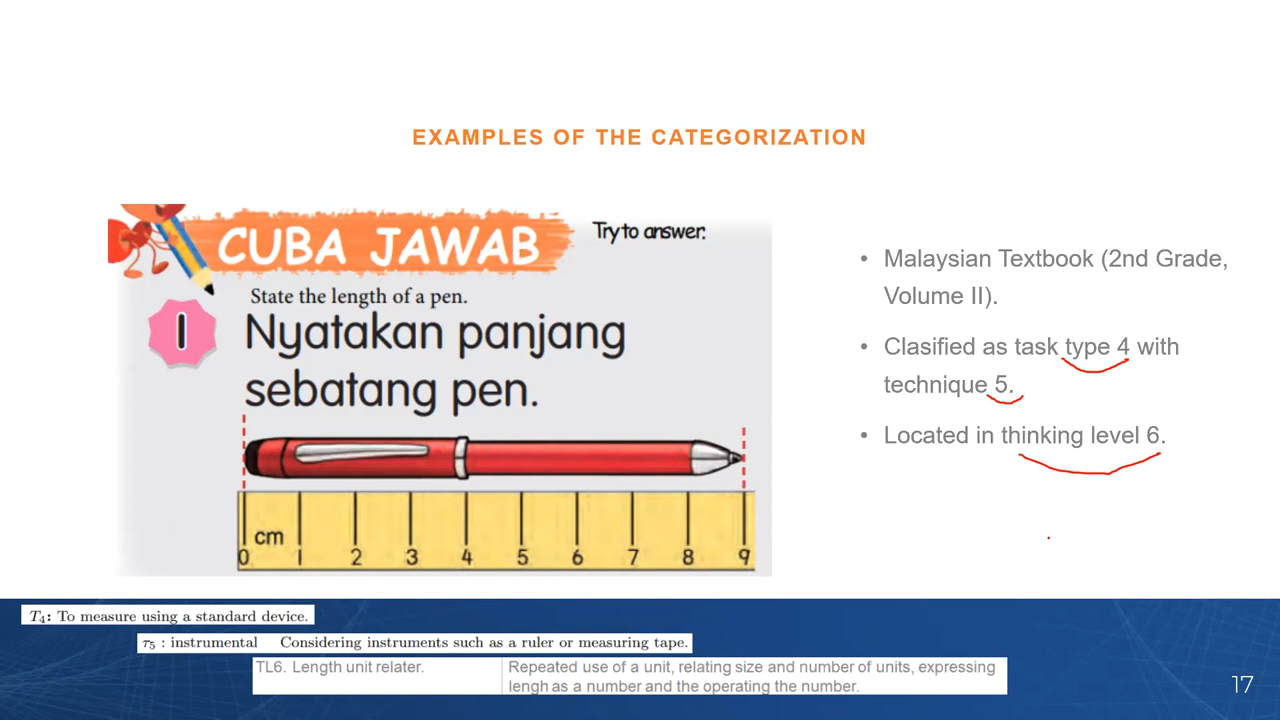 EXAMPLES OF THE CATEGORIZATION
CUBA JAWAB
Try to answer:
State the length of a pen.
1
Nyatakan panjang
sebatang pen.
cm
0 1 2 3 4 5 6 7 8 9
• Malaysian Textbook (2nd Grade,
Volume II).
• Clasified as task type 4 with
technique 5.
• Located in thinking level 6.
T₄: To measure using a standard device.
τ₅ : instrumental Considering instruments such as a ruler or measuring tape.
TL6. Length unit relater.
Repeated use of a unit, relating size and number of units, expressing
lengh as a number and the operating the number.
17